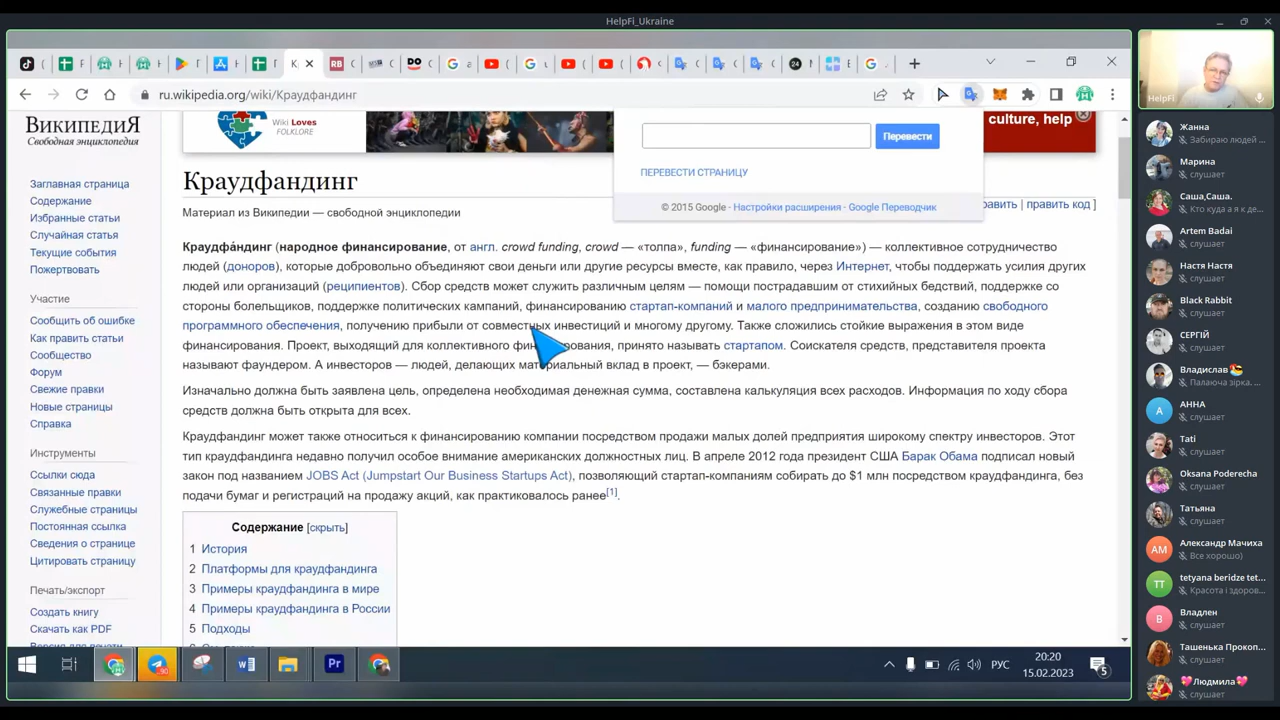 HelpFi_Ukraine
ru.wikipedia.org/wiki/Краудфандинг
ВИКИПЕДИЯ
Свободная энциклопедия
Wiki Loves
FOLKLORE
culture, help
Перевести
ПЕРЕВЕСТИ СТРАНИЦУ
© 2015 Google - Настройки расширения - Google Переводчик
Заглавная страница
Содержание
Избранные статьи
Случайная статья
Текущие события
Пожертвовать
Участие
Сообщить об ошибке
Как править статьи
Сообщество
Форум
Свежие правки
Новые страницы
Справка
Инструменты
Ссылки сюда
Связанные правки
Служебные страницы
Постоянная ссылка
Сведения о странице
Цитировать страницу
Печать/экспорт
Создать книгу
Скачать как PDF
Краудфандинг
править | править код ]
Материал из Википедии — свободной энциклопедии
Краудфа́ндинг (народное финансирование, от англ. crowd funding, crowd — «толпа», funding — «финансирование») — коллективное сотрудничество
людей (доноров), которые добровольно объединяют свои деньги или другие ресурсы вместе, как правило, через Интернет, чтобы поддержать усилия других
людей или организаций (реципиентов). Сбор средств может служить различным целям — помощи пострадавшим от стихийных бедствий, поддержке со
стороны болельщиков, поддержке политических кампаний, финансированию стартап-компаний и малого предпринимательства, созданию свободного
программного обеспечения, получению прибыли от совместных инвестиций и многому другому. Также сложились стойкие выражения в этом виде
финансирования. Проект, выходящий для коллективного финансирования, принято называть стартапом. Соискателя средств, представителя проекта
называют фаундером. А инвесторов — людей, делающих материальный вклад в проект, — бэкерами.
Изначально должна быть заявлена цель, определена необходимая денежная сумма, составлена калькуляция всех расходов. Информация по ходу сбора
средств должна быть открыта для всех.
Краудфандинг может также относиться к финансированию компании посредством продажи малых долей предприятия широкому спектру инвесторов. Этот
тип краудфандинга недавно получил особое внимание американских должностных лиц. В апреле 2012 года президент США Барак Обама подписал новый
закон под названием JOBS Act (Jumpstart Our Business Startups Act), позволяющий стартап-компаниям собирать до $1 млн посредством краудфандинга, без
подачи бумаг и регистраций на продажу акций, как практиковалось ранее[1].
Содержание [скрыть]
1 История
2 Платформы для краудфандинга
3 Примеры краудфандинга в мире
4 Примеры краудфандинга в России
5 Подходы
Pr
РУС
20:20
15.02.2023
5
HelpFi
Жанна
Забираю людей ...
Марина
слушает
Саша,Саша.
Кто куда а я к де...
Artem Badai
слушает
Настя Настя
слушает
Black Rabbit
слушает
СЕРГІЙ
слушает
Владислав
Палаюча зірка. ...
А
АННА
слушает
Tati
слушает
Oksana Poderecha
слушает
Татьяна
слушает
АМ
Александр Мачиха
Все хорошо)
TT
tetyana beridze tet...
Красота і здоров...
В
Владлен
слушает
Ташенька Прокоп...
слушает
Людмила
слушает